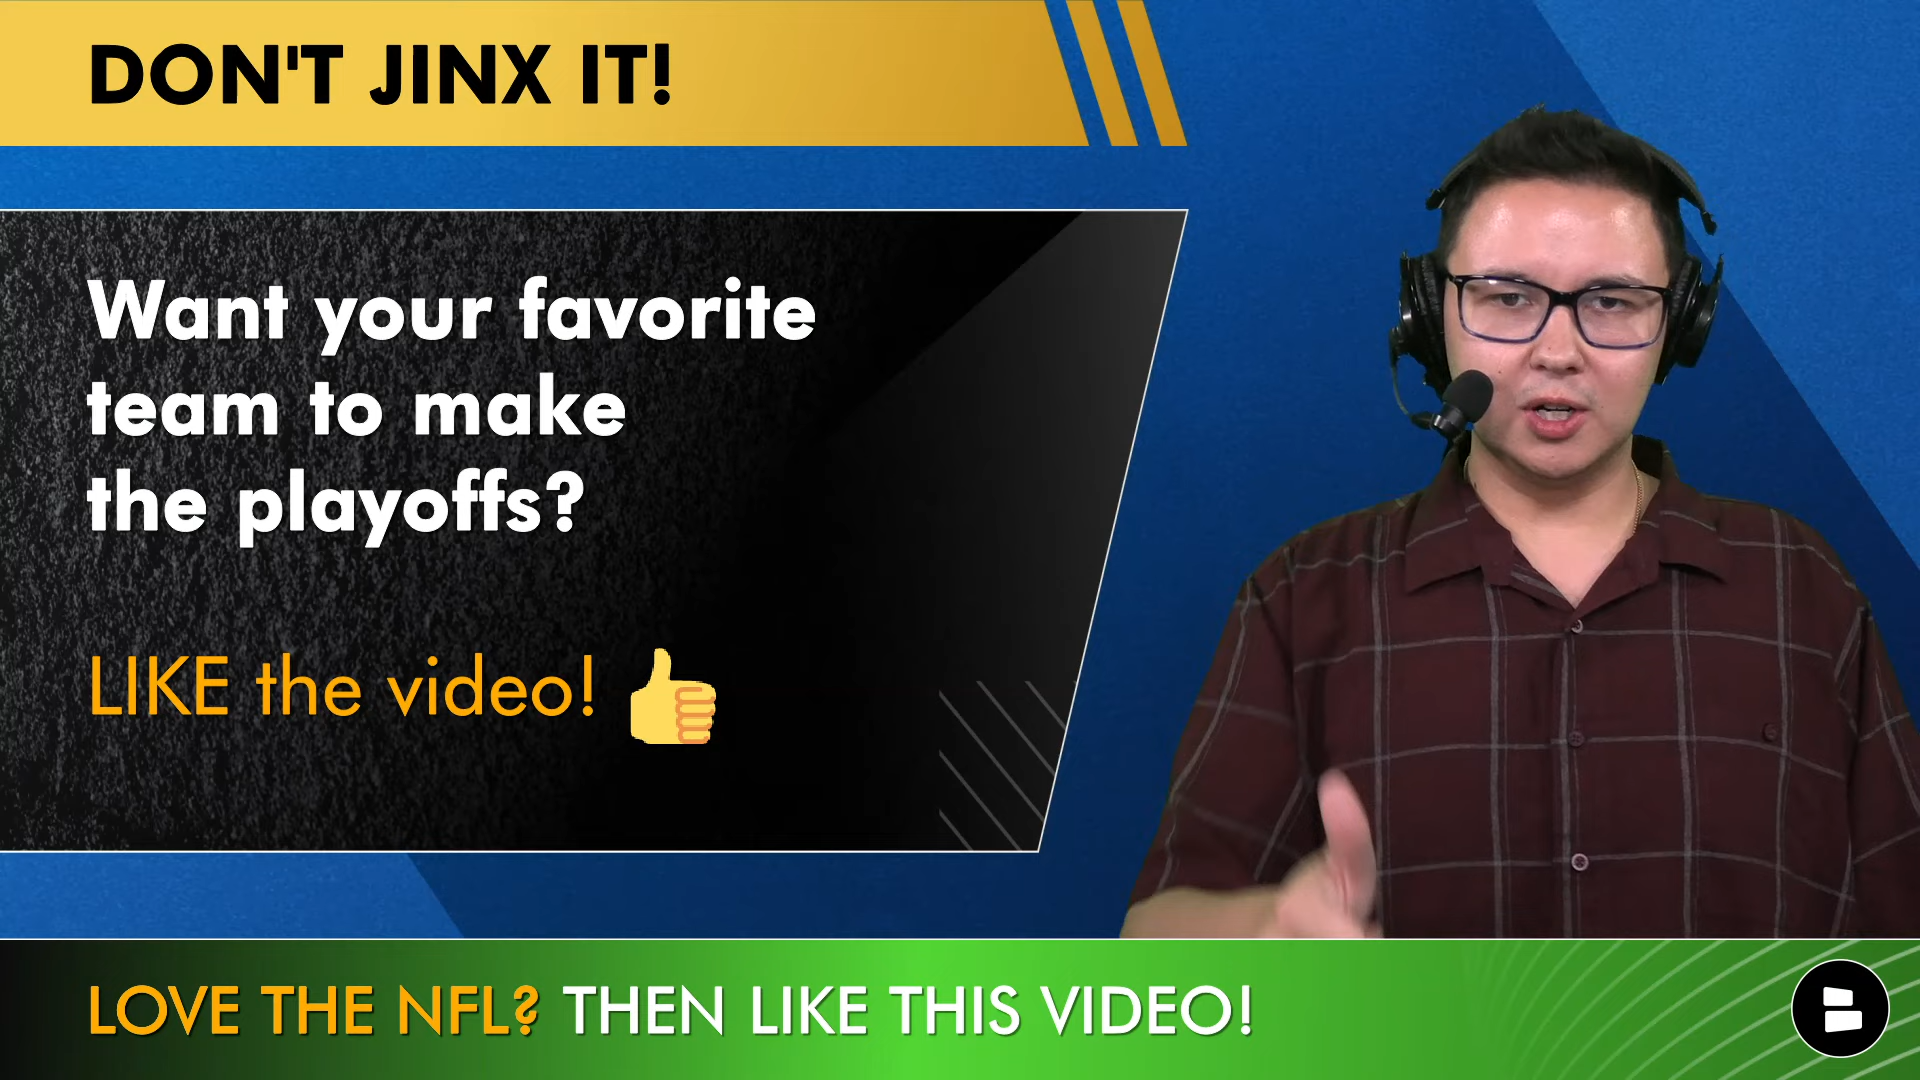 DON'T JINX IT!
Want your favorite
team to make
the playoffs?
LIKE the video!
LOVE THE NFL? THEN LIKE THIS VIDEO!